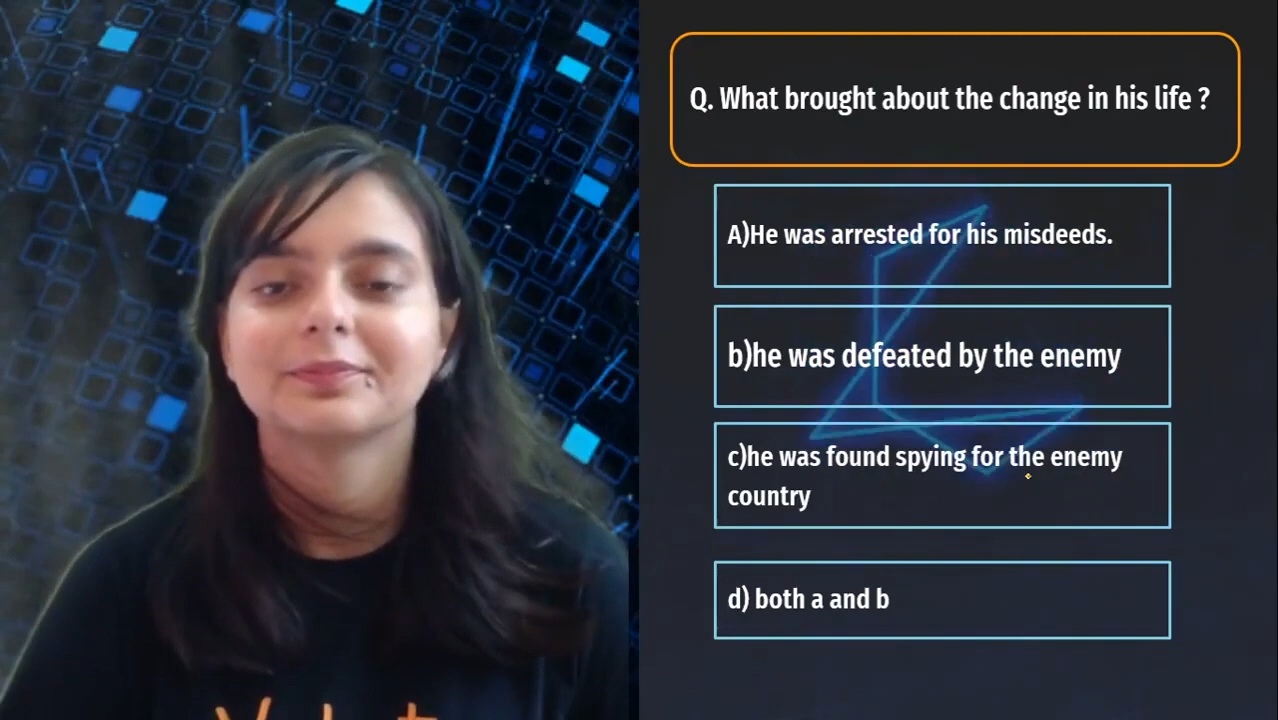 Q. What brought about the change in his life ?
A)He was arrested for his misdeeds.
b)he was defeated by the enemy
c)he was found spying for the enemy
country
d) both a and b